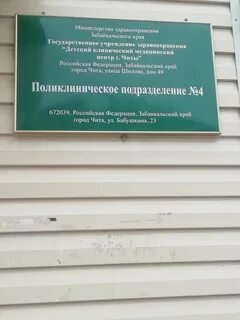 Министерство здравоохранения
Забайкальского края
Государственное учреждение здравоохранения
"Детский клинический медицинский
центр г. Читы"
Российская Федерация, Забайкальский край
город Чита, улица Шилова, дом 49
Поликлиническое подразделение №4
672039, Российская Федерация, Забайкальский край
город Чита, ул. Бабушкина, 23